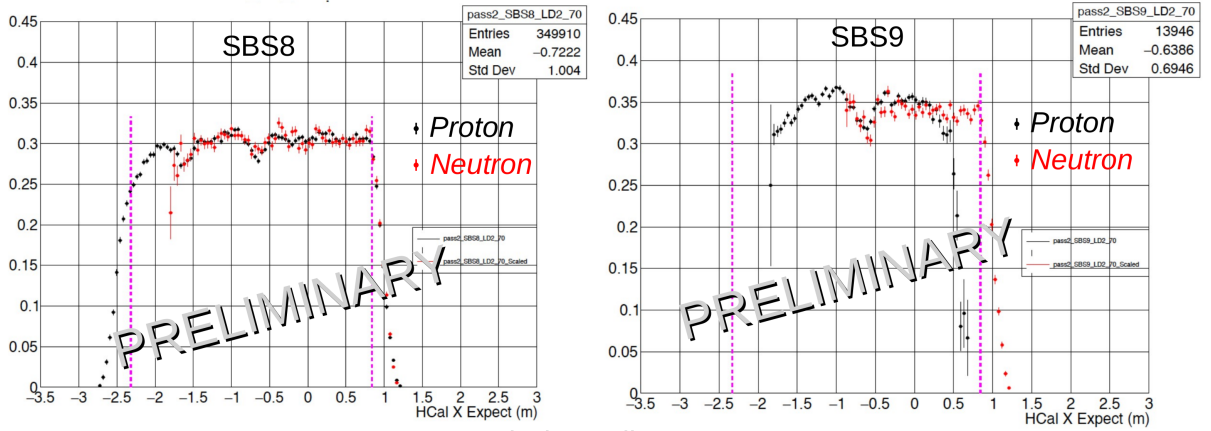 SBS8
pass2_SBS8_LD2_70
Entries 349910
Mean −0.7222
Std Dev 1.004
0.45
0.4
0.35
0.3
0.25
0.2
0.15
0.1
0.05
0
−3.5 −3 −2.5 −2 −1.5 −1 −0.5 0 0.5 1 1.5 2 2.5 3
HCal X Expect (m)
Proton
Neutron
pass2_SBS8_LD2_70
pass2_SBS8_LD2_70_Scaled
PRELIMINARY
SBS9
pass2_SBS9_LD2_70
Entries 13946
Mean −0.6386
Std Dev 0.6946
0.45
0.4
0.35
0.3
0.25
0.2
0.15
0.1
0.05
0
−3.5 −3 −2.5 −2 −1.5 −1 −0.5 0 0.5 1 1.5 2 2.5 3
HCal X Expect (m)
Proton
Neutron
pass2_SBS9_LD2_70
pass2_SBS9_LD2_70_Scaled
PRELIMINARY